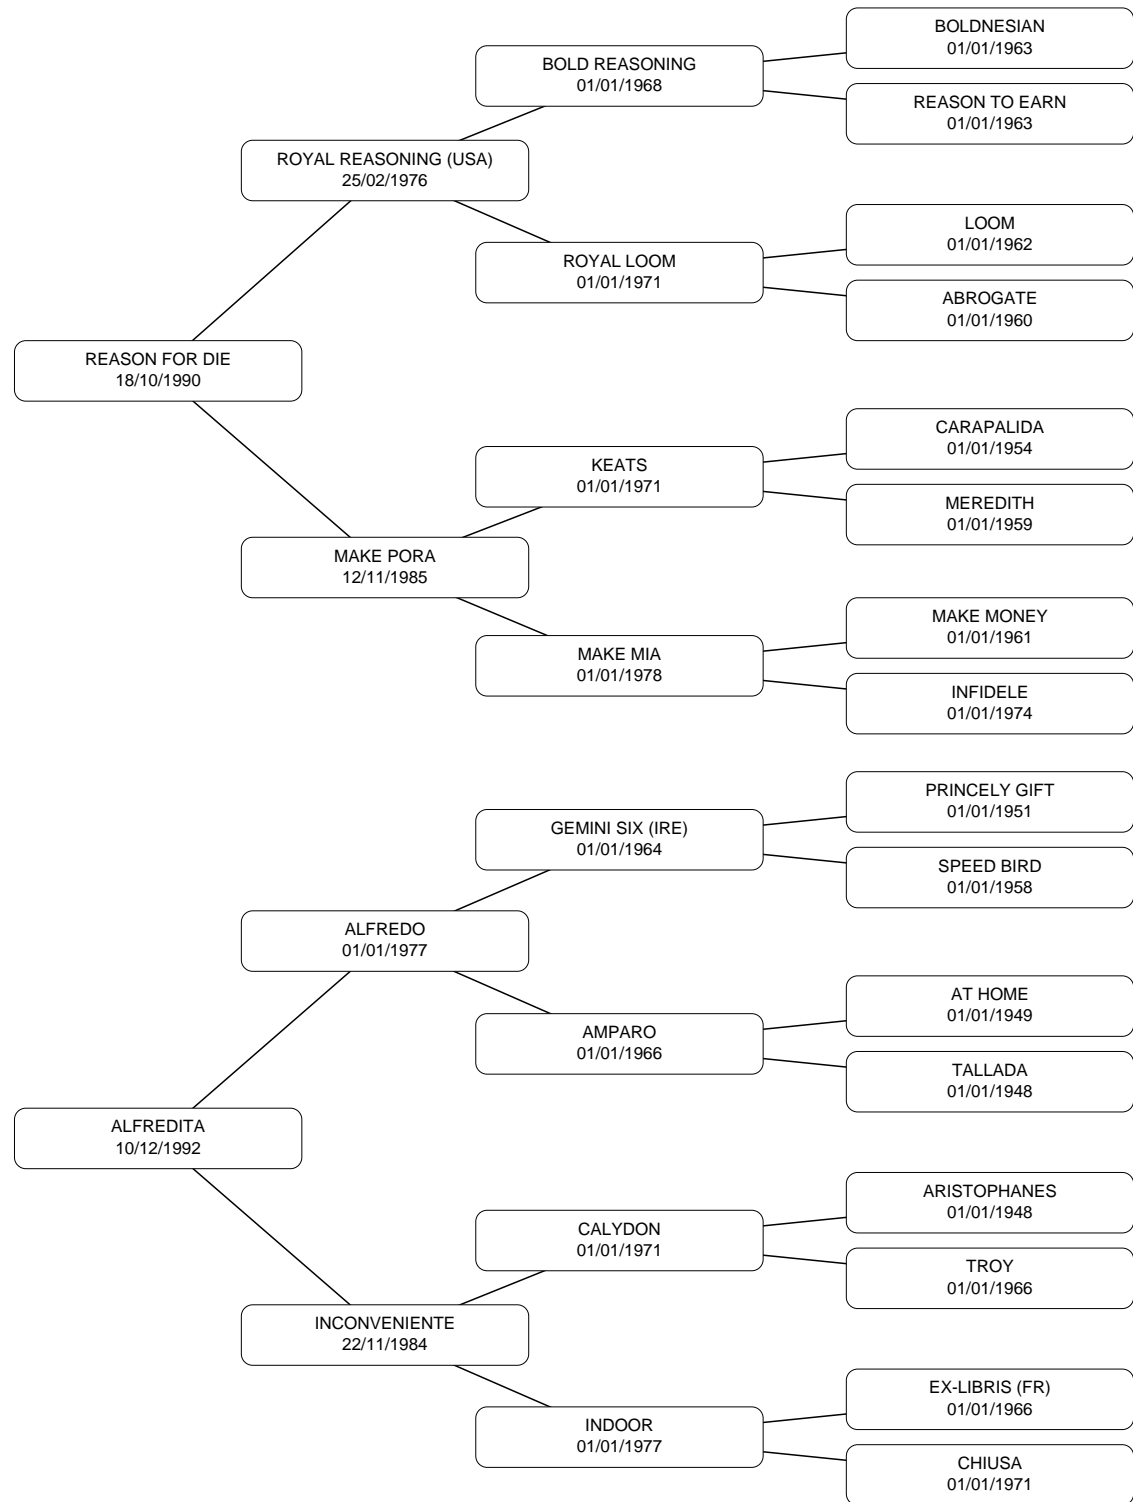 BOLDNESIAN
01/01/1963
BOLD REASONING
01/01/1968
REASON TO EARN
01/01/1963
ROYAL REASONING (USA)
25/02/1976
LOOM
01/01/1962
ROYAL LOOM
01/01/1971
ABROGATE
01/01/1960
REASON FOR DIE
18/10/1990
CARAPALIDA
01/01/1954
KEATS
01/01/1971
MEREDITH
01/01/1959
MAKE PORA
12/11/1985
MAKE MONEY
01/01/1961
MAKE MIA
01/01/1978
INFIDELE
01/01/1974
PRINCELY GIFT
01/01/1951
GEMINI SIX (IRE)
01/01/1964
SPEED BIRD
01/01/1958
ALFREDO
01/01/1977
AT HOME
01/01/1949
AMPARO
01/01/1966
TALLADA
01/01/1948
ALFREDITA
10/12/1992
ARISTOPHANES
01/01/1948
CALYDON
01/01/1971
TROY
01/01/1966
INCONVENIENTE
22/11/1984
EX-LIBRIS (FR)
01/01/1966
INDOOR
01/01/1977
CHIUSA
01/01/1971